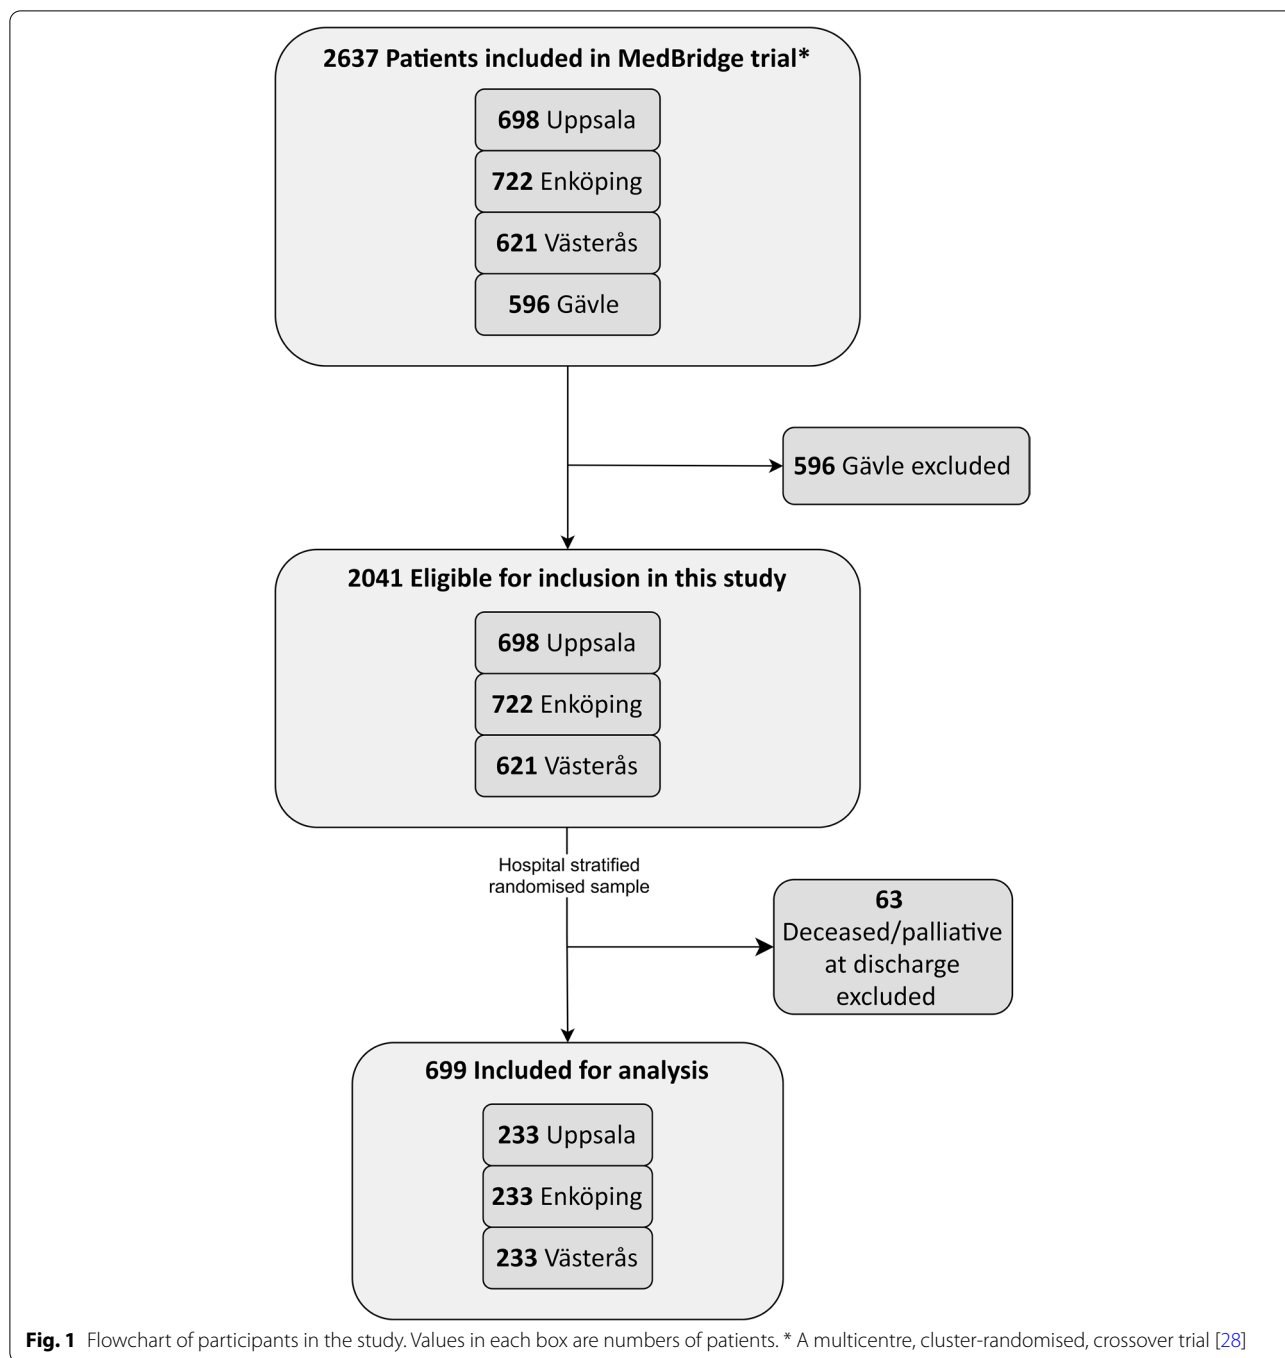 2637 Patients included in MedBridge trial*
698 Uppsala
722 Enköping
621 Västerås
596 Gävle
596 Gävle excluded
2041 Eligible for inclusion in this study
698 Uppsala
722 Enköping
621 Västerås
Hospital stratified
randomised sample
63
Deceased/palliative
at discharge
excluded
699 Included for analysis
233 Uppsala
233 Enköping
233 Västerås
Fig. 1 Flowchart of participants in the study. Values in each box are numbers of patients. * A multicentre, cluster-randomised, crossover trial [28]